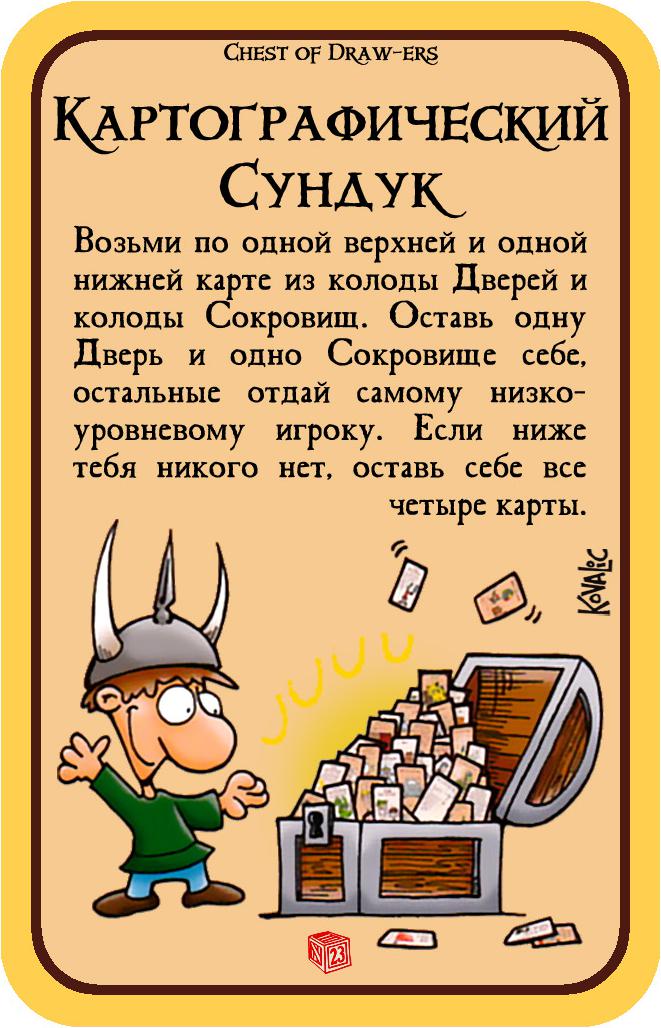 Chest of Draw-ers
Картографический
Сундук
Возьми по одной верхней и одной
нижней карте из колоды Дверей и
колоды Сокровищ. Оставь одну
Дверь и одно Сокровище себе,
остальные отдай самому низко-
уровневому игроку. Если ниже
тебя никого нет, оставь себе все
четыре карты.
Kovalic
N 23